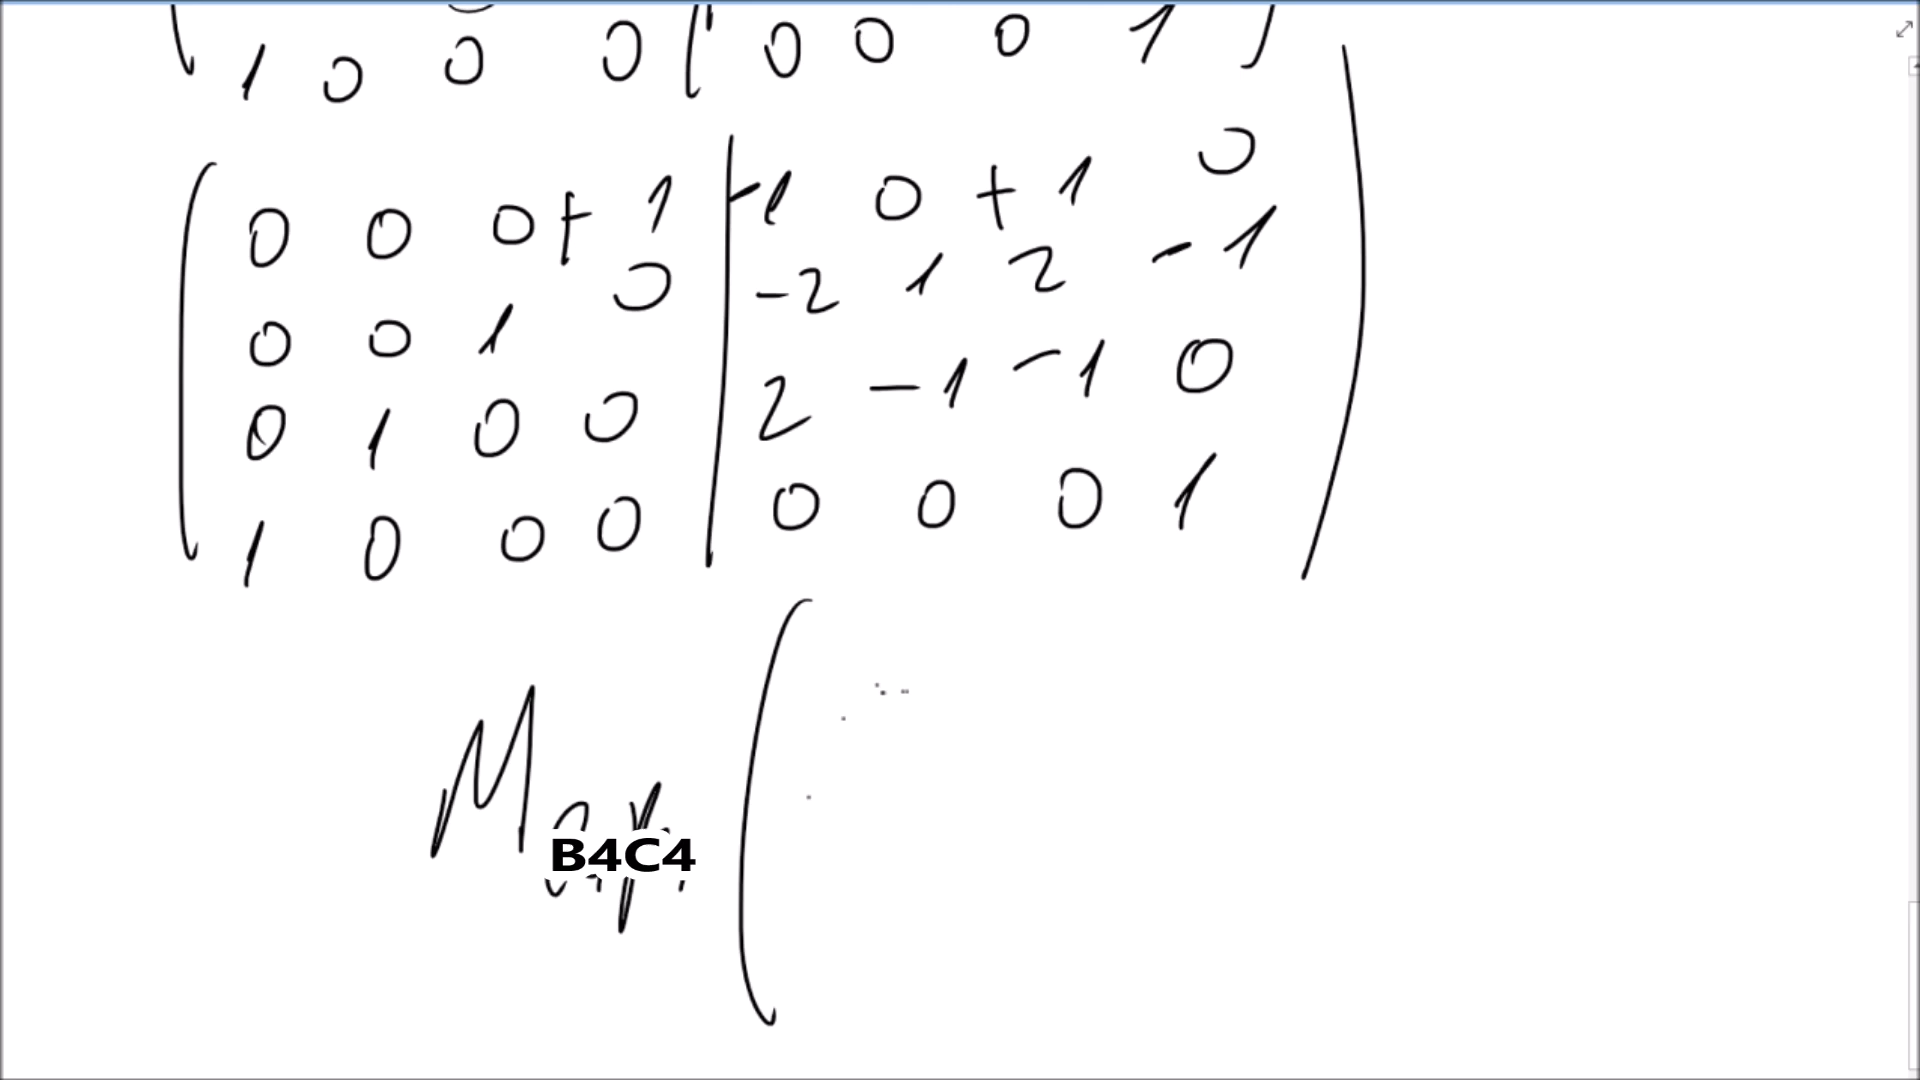 1 0 0 0 | 0 0 0 1 )
( 0 0 0 + 1 | -1 0 + 1 0
0 0 1 0 | -2 1 2 -1
0 1 0 0 | 2 -1 -1 0
1 0 0 0 | 0 0 0 1 )
M B4C4 (